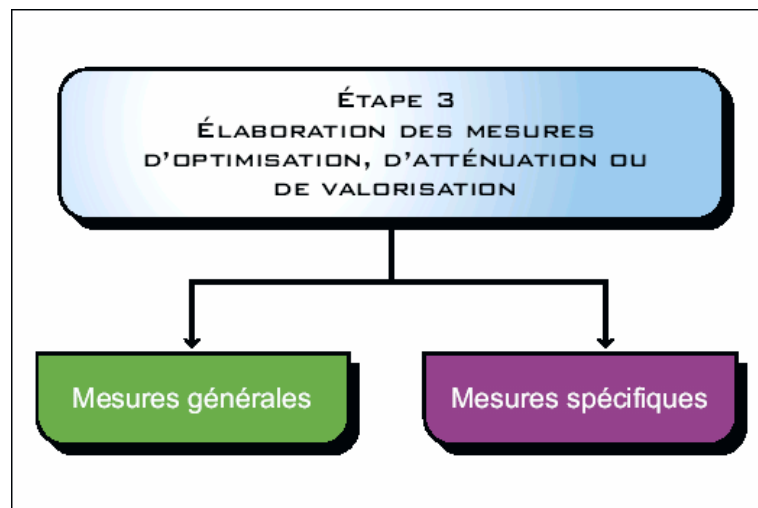 ÉTAPE 3
ÉLABORATION DES MESURES
D'OPTIMISATION, D'ATTÉNUATION OU
DE VALORISATION
Mesures générales
Mesures spécifiques